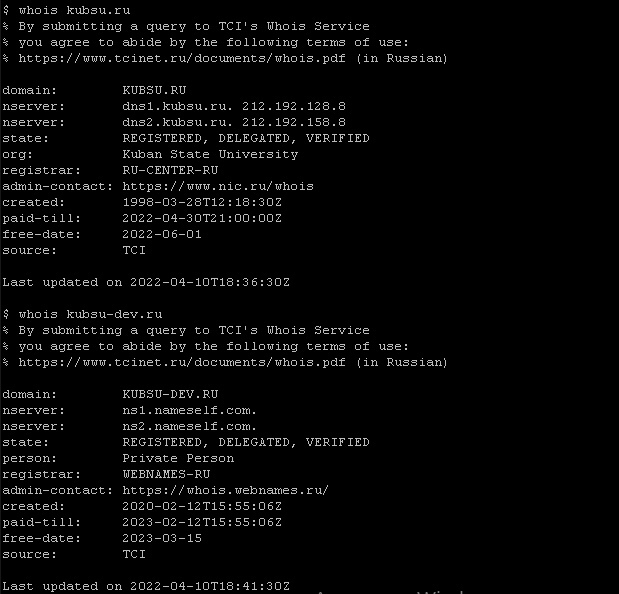 $ whois kubsu.ru
% By submitting a query to TCI's Whois Service
% you agree to abide by the following terms of use:
% https://www.tcinet.ru/documents/whois.pdf (in Russian)

domain:        KUBSU.RU
nserver:       dns1.kubsu.ru. 212.192.128.8
nserver:       dns2.kubsu.ru. 212.192.158.8
state:         REGISTERED, DELEGATED, VERIFIED
org:           Kuban State University
registrar:     RU-CENTER-RU
admin-contact: https://www.nic.ru/whois
created:       1998-03-28T12:18:30Z
paid-till:     2022-04-30T21:00:00Z
free-date:     2022-06-01
source:        TCI

Last updated on 2022-04-10T18:36:30Z

$ whois kubsu-dev.ru
% By submitting a query to TCI's Whois Service
% you agree to abide by the following terms of use:
% https://www.tcinet.ru/documents/whois.pdf (in Russian)

domain:        KUBSU-DEV.RU
nserver:       ns1.nameself.com.
nserver:       ns2.nameself.com.
state:         REGISTERED, DELEGATED, VERIFIED
person:        Private Person
registrar:     WEBNAMES-RU
admin-contact: https://whois.webnames.ru/
created:       2020-02-12T15:55:06Z
paid-till:     2023-02-12T15:55:06Z
free-date:     2023-03-15
source:        TCI

Last updated on 2022-04-10T18:41:30Z